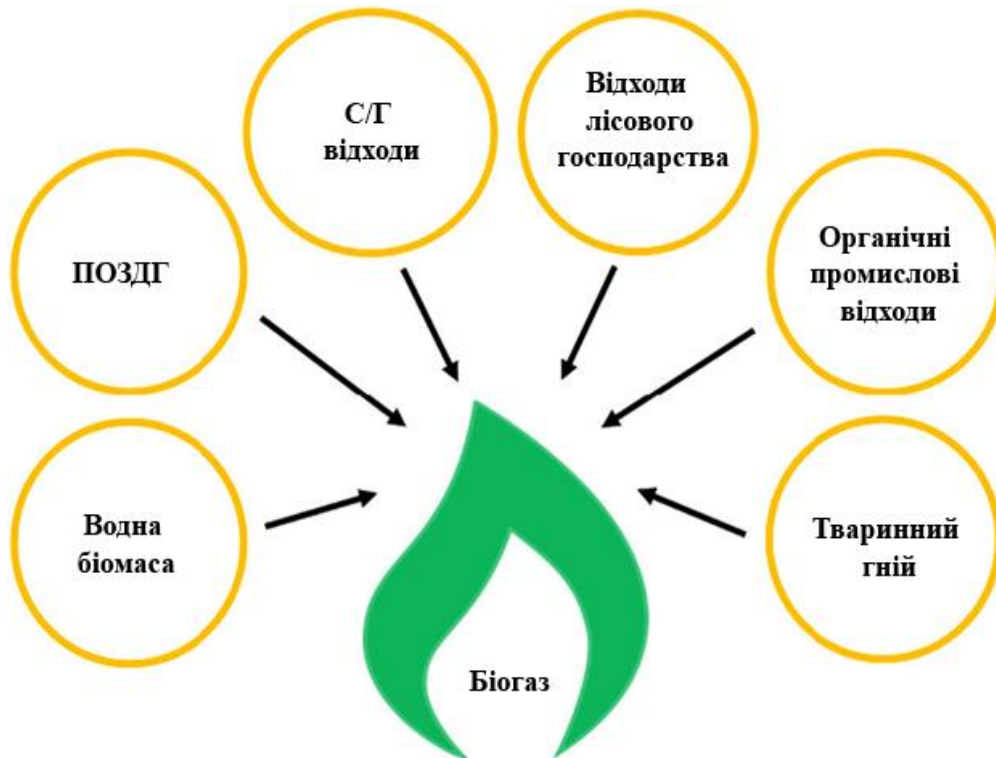 С/Г
відходи
Відходи
лісового
господарства
ПОЗДГ
Органічні
промислові
відходи
Водна
біомаса
Тваринний
гній
Біогаз